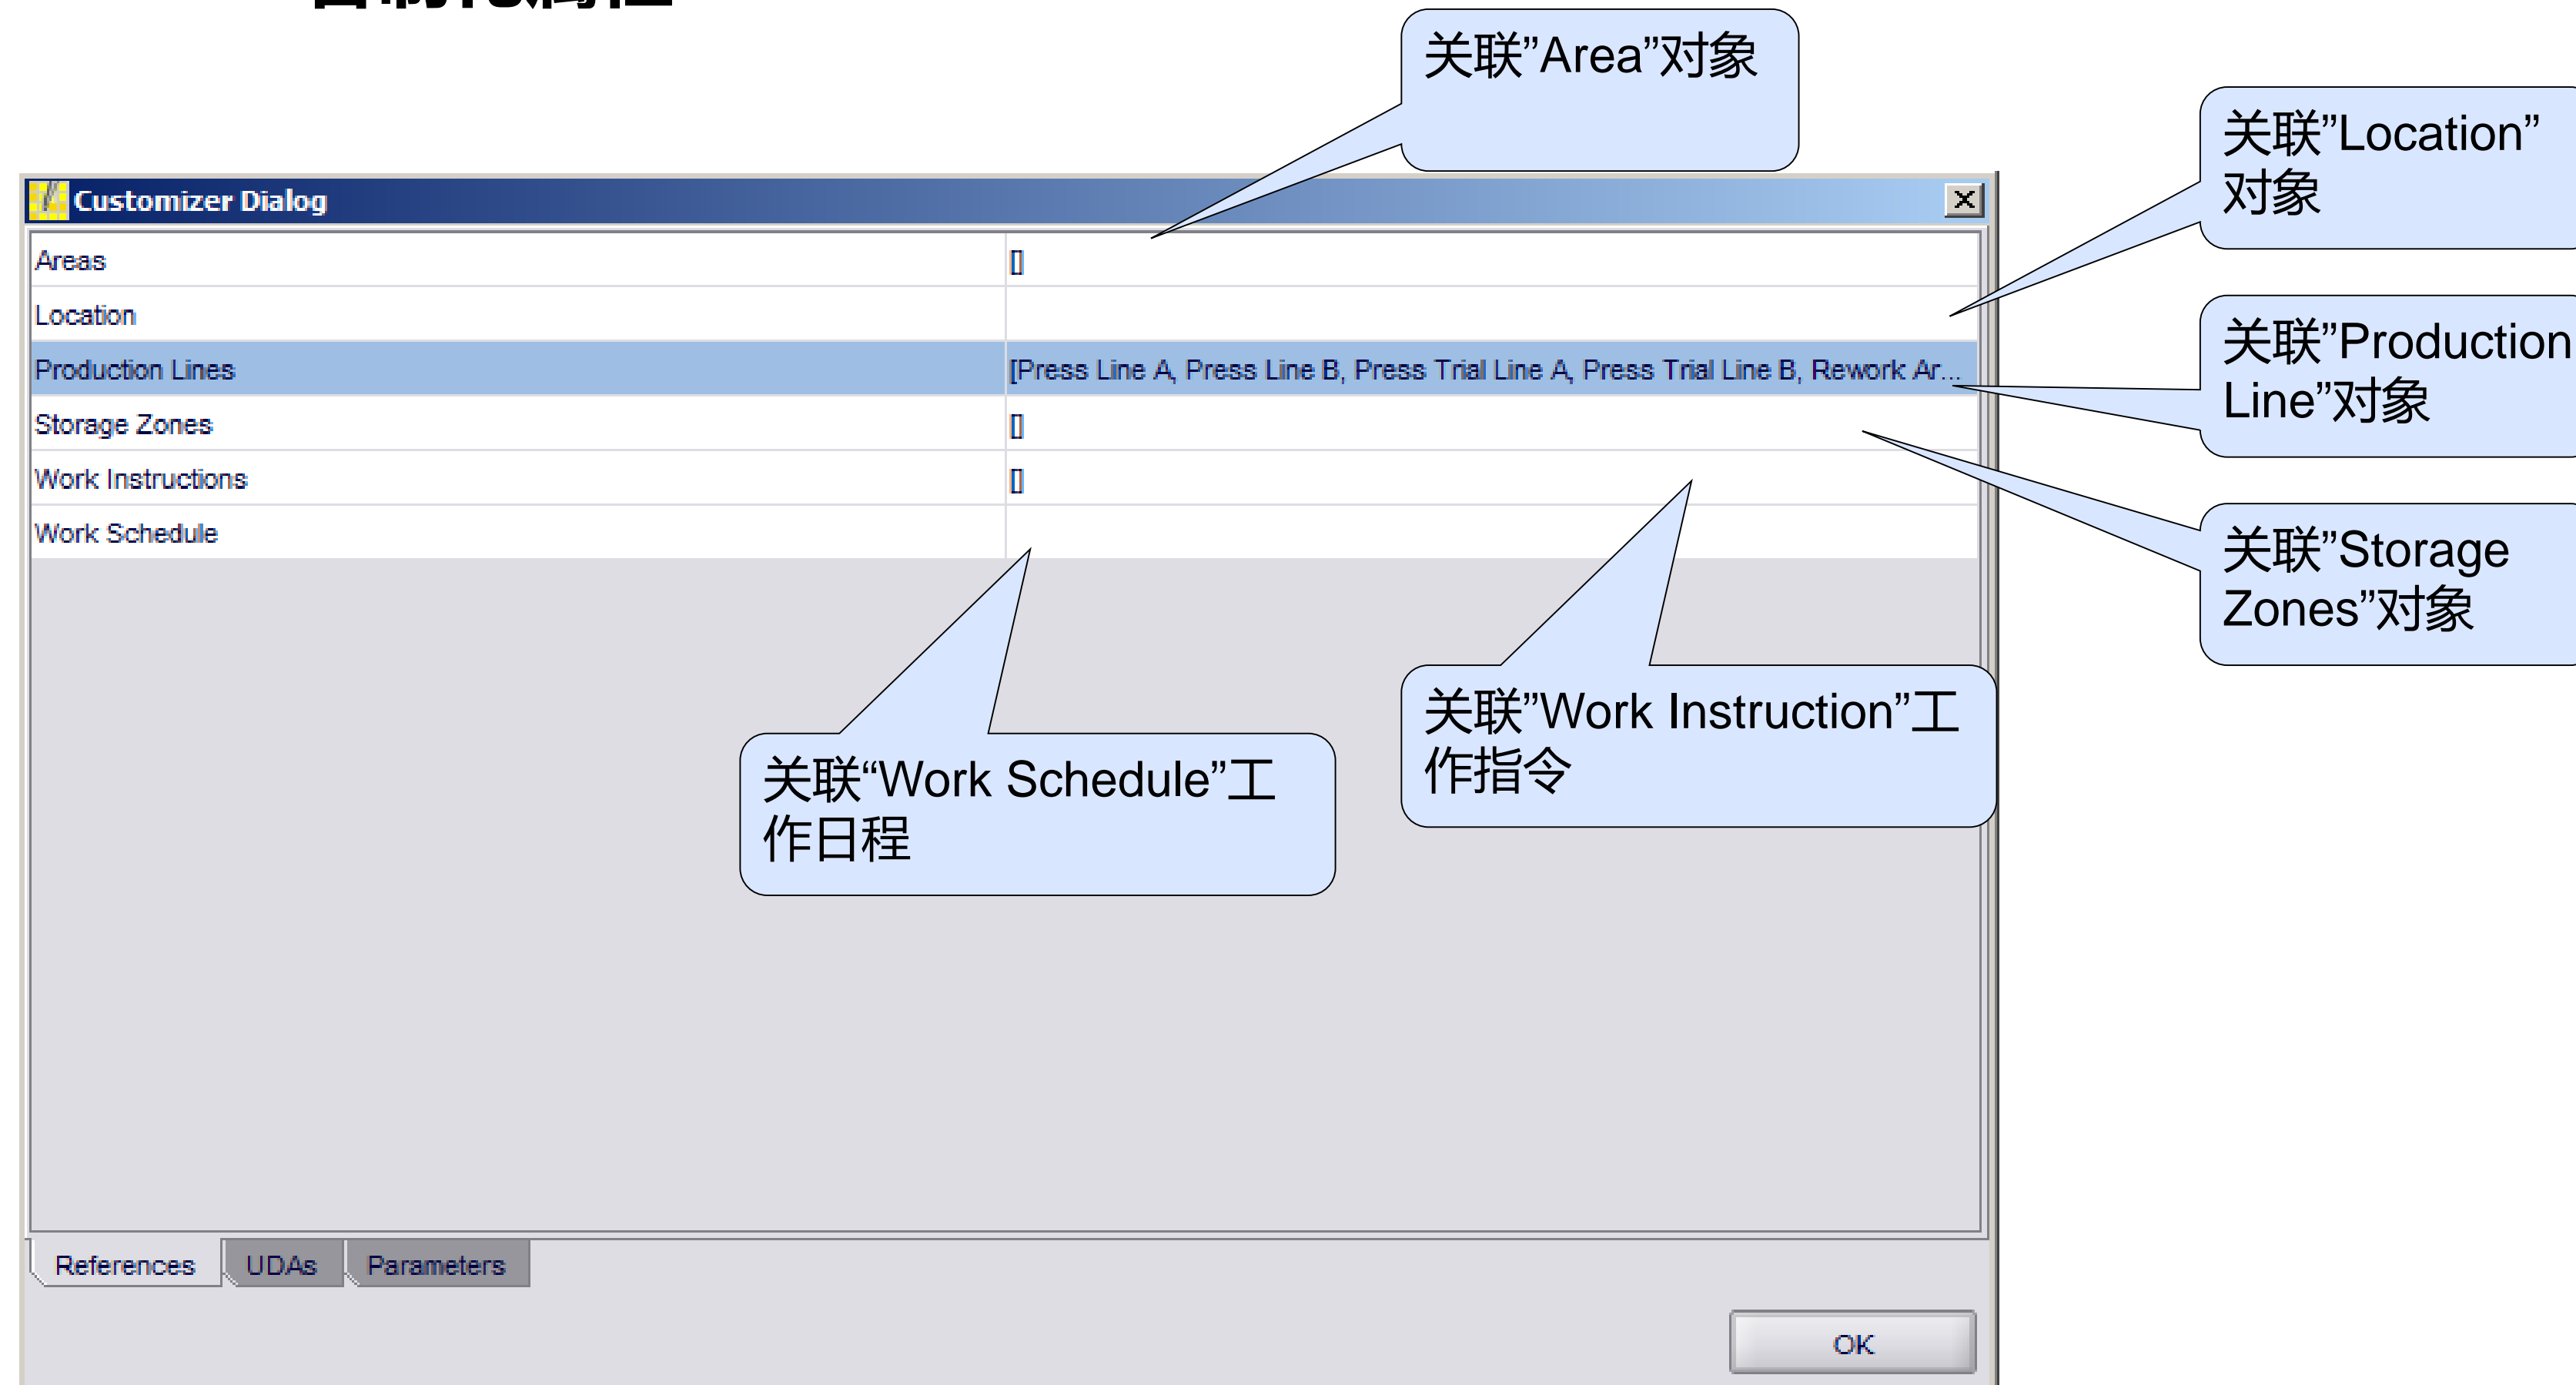 关联”Area”对象
关联”Location”
对象
Customizer Dialog
Areas []
Location
关联”Production
Line”对象
Production Lines [Press Line A, Press Line B, Press Trial Line A, Press Trial Line B, Rework Ar...
Storage Zones []
Work Instructions []
Work Schedule
关联”Storage
Zones”对象
关联”Work Instruction”工
作指令
关联“Work Schedule”工
作日程
References UDAs Parameters
OK